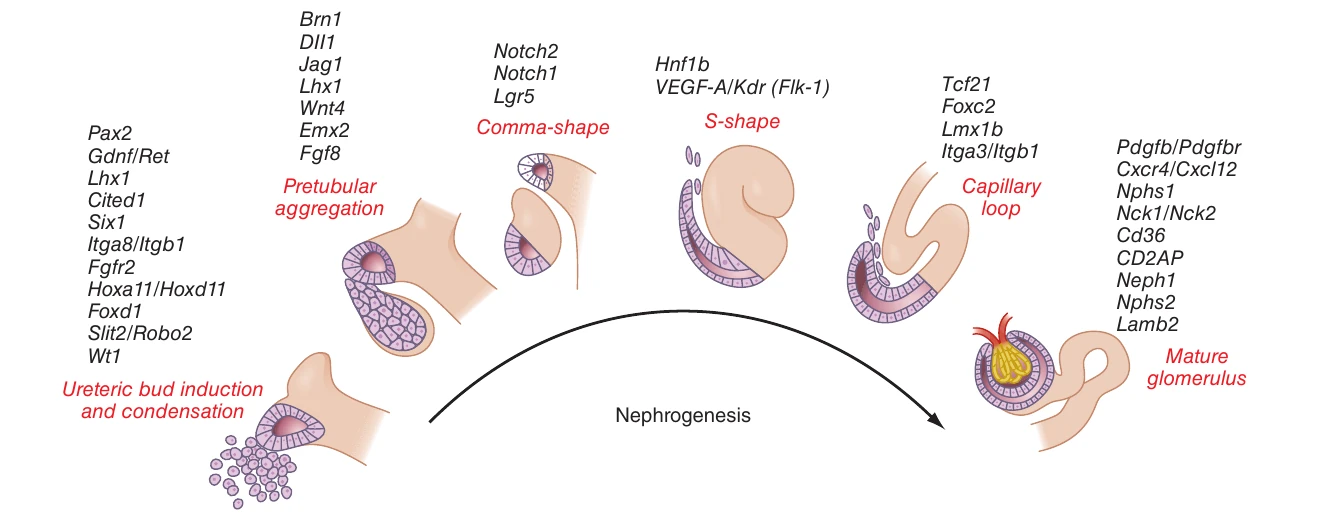 Pax2
Gdnf/Ret
Lhx1
Cited1
Six1
Itga8/Itgb1
Fgfr2
Hoxa11/Hoxd11
Foxd1
Slit2/Robo2
Wt1
Ureteric bud induction
and condensation
Brn1
Dll1
Jag1
Lhx1
Wnt4
Emx2
Fgf8
Pretubular
aggregation
Notch2
Notch1
Lgr5
Comma-shape
Hnf1b
VEGF-A/Kdr (Flk-1)
S-shape
Tcf21
Foxc2
Lmx1b
Itga3/Itgb1
Capillary
loop
Pdgfb/Pdgfbr
Cxcr4/Cxcl12
Nphs1
Nck1/Nck2
Cd36
CD2AP
Neph1
Nphs2
Lamb2
Mature
glomerulus
Nephrogenesis